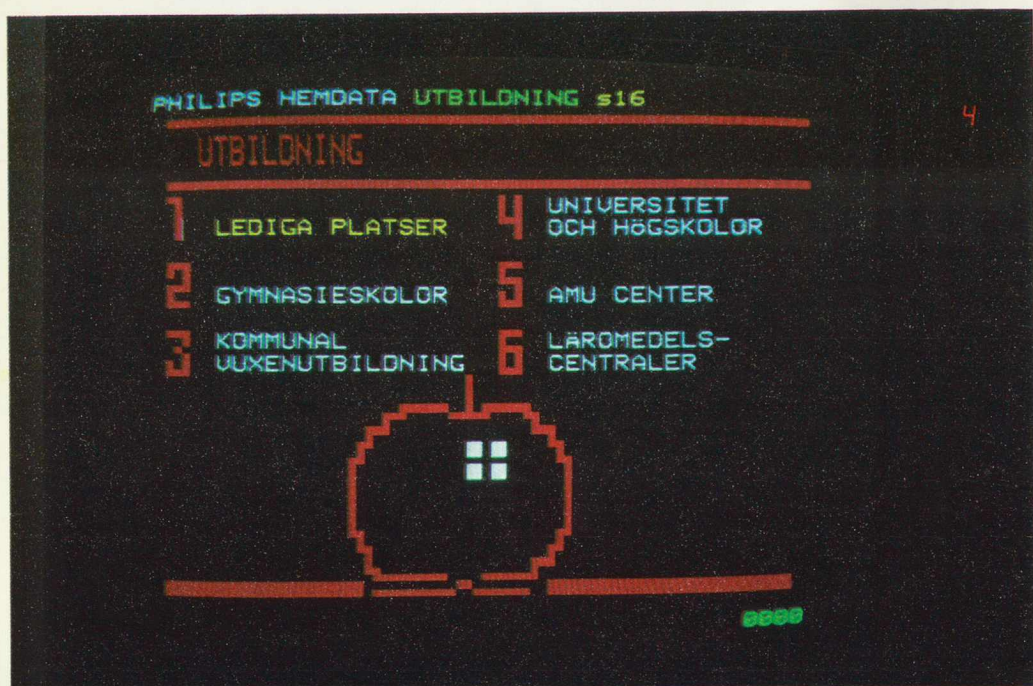 PHILIPS HEMDATA UTBILDNING s16
4
UTBILDNING
1 LEDIGA PLATSER
2 GYMNASIESKOLOR
3 KOMMUNAL
VUXENUTBILDNING
4 UNIVERSITET
OCH HÖGSKOLOR
5 AMU CENTER
6 LÄROMEDELS-
CENTRALER
0000